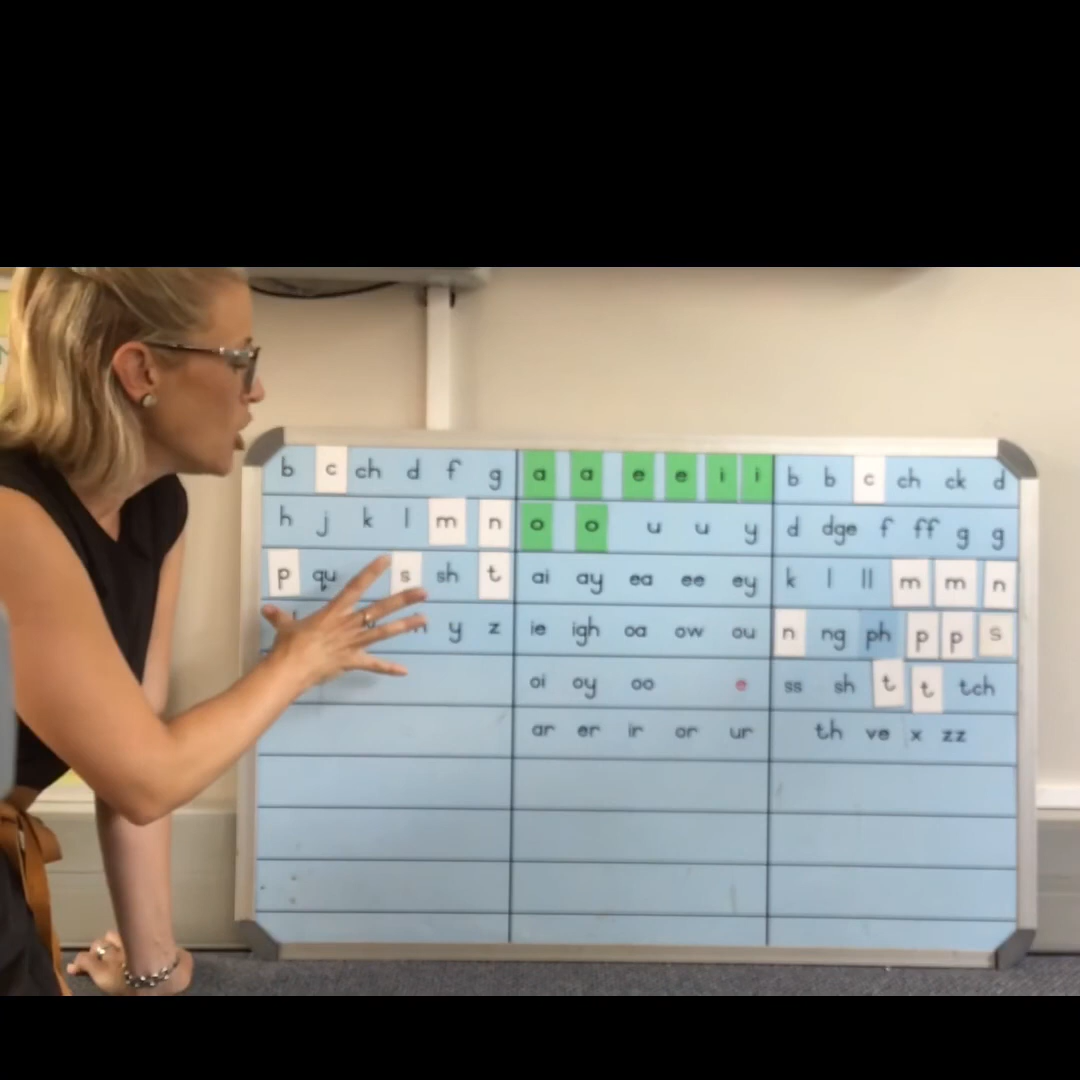 b c ch d f g a a e e i i b b c ch ck d
h j k l m n o o u u y d dge f ff g g
p qu s sh t ai ay ea ee ey k l ll m m n
y z ie igh oa ow ou n ng ph p p s
oi oy oo e ss sh t t tch
ar er ir or ur th ve x zz